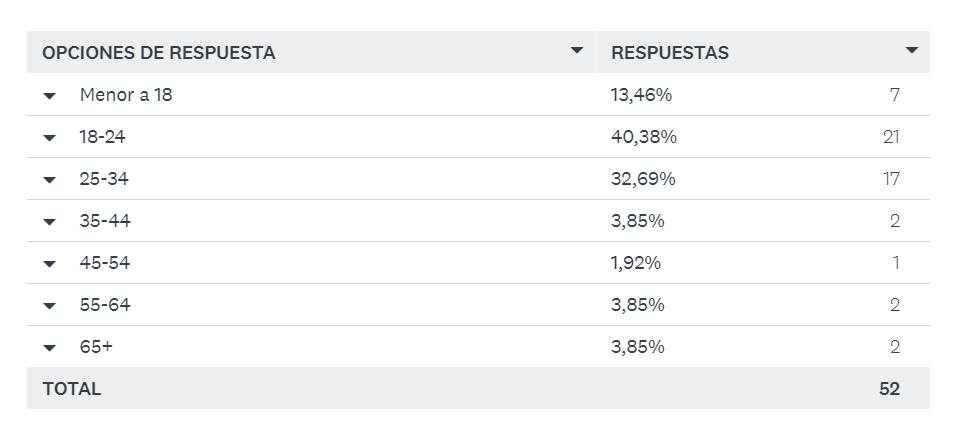 OPCIONES DE RESPUESTA RESPUESTAS
Menor a 18 13,46% 7
18-24 40,38% 21
25-34 32,69% 17
35-44 3,85% 2
45-54 1,92% 1
55-64 3,85% 2
65+ 3,85% 2
TOTAL 52